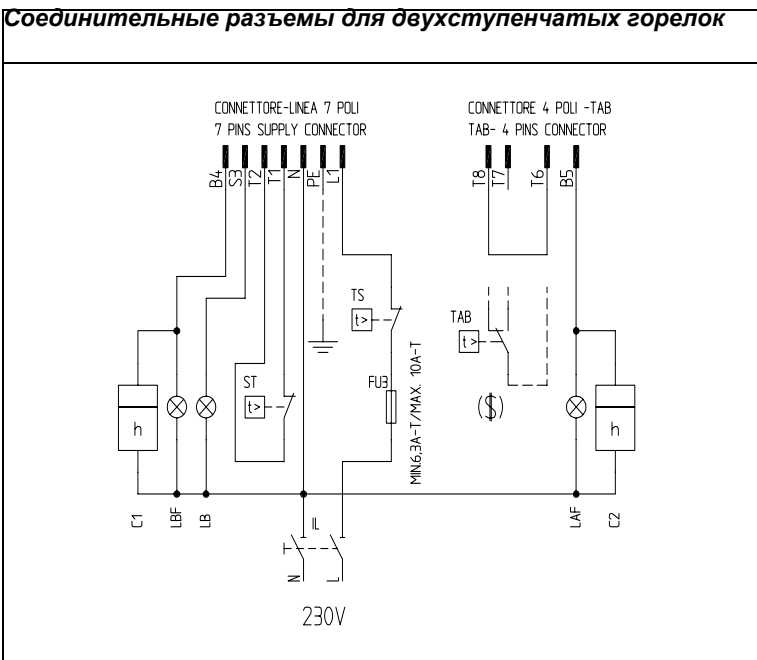 Соединительные разъемы для двухступенчатых горелок
CONNETTORE-LINEA 7 POLI
7 PINS SUPPLY CONNECTOR
CONNETTORE 4 POLI -TAB
TAB- 4 PINS CONNECTOR
B4
S3
T2
T1
N
PE
L1
T8
T7
T6
B5
TS
t>
TAB
t>
ST
t>
FU3
MIN.6,3A-T/MAX. 10A-T
($)
h
h
C1
LBF
LB
IL
LAF
C2
N
L
230V